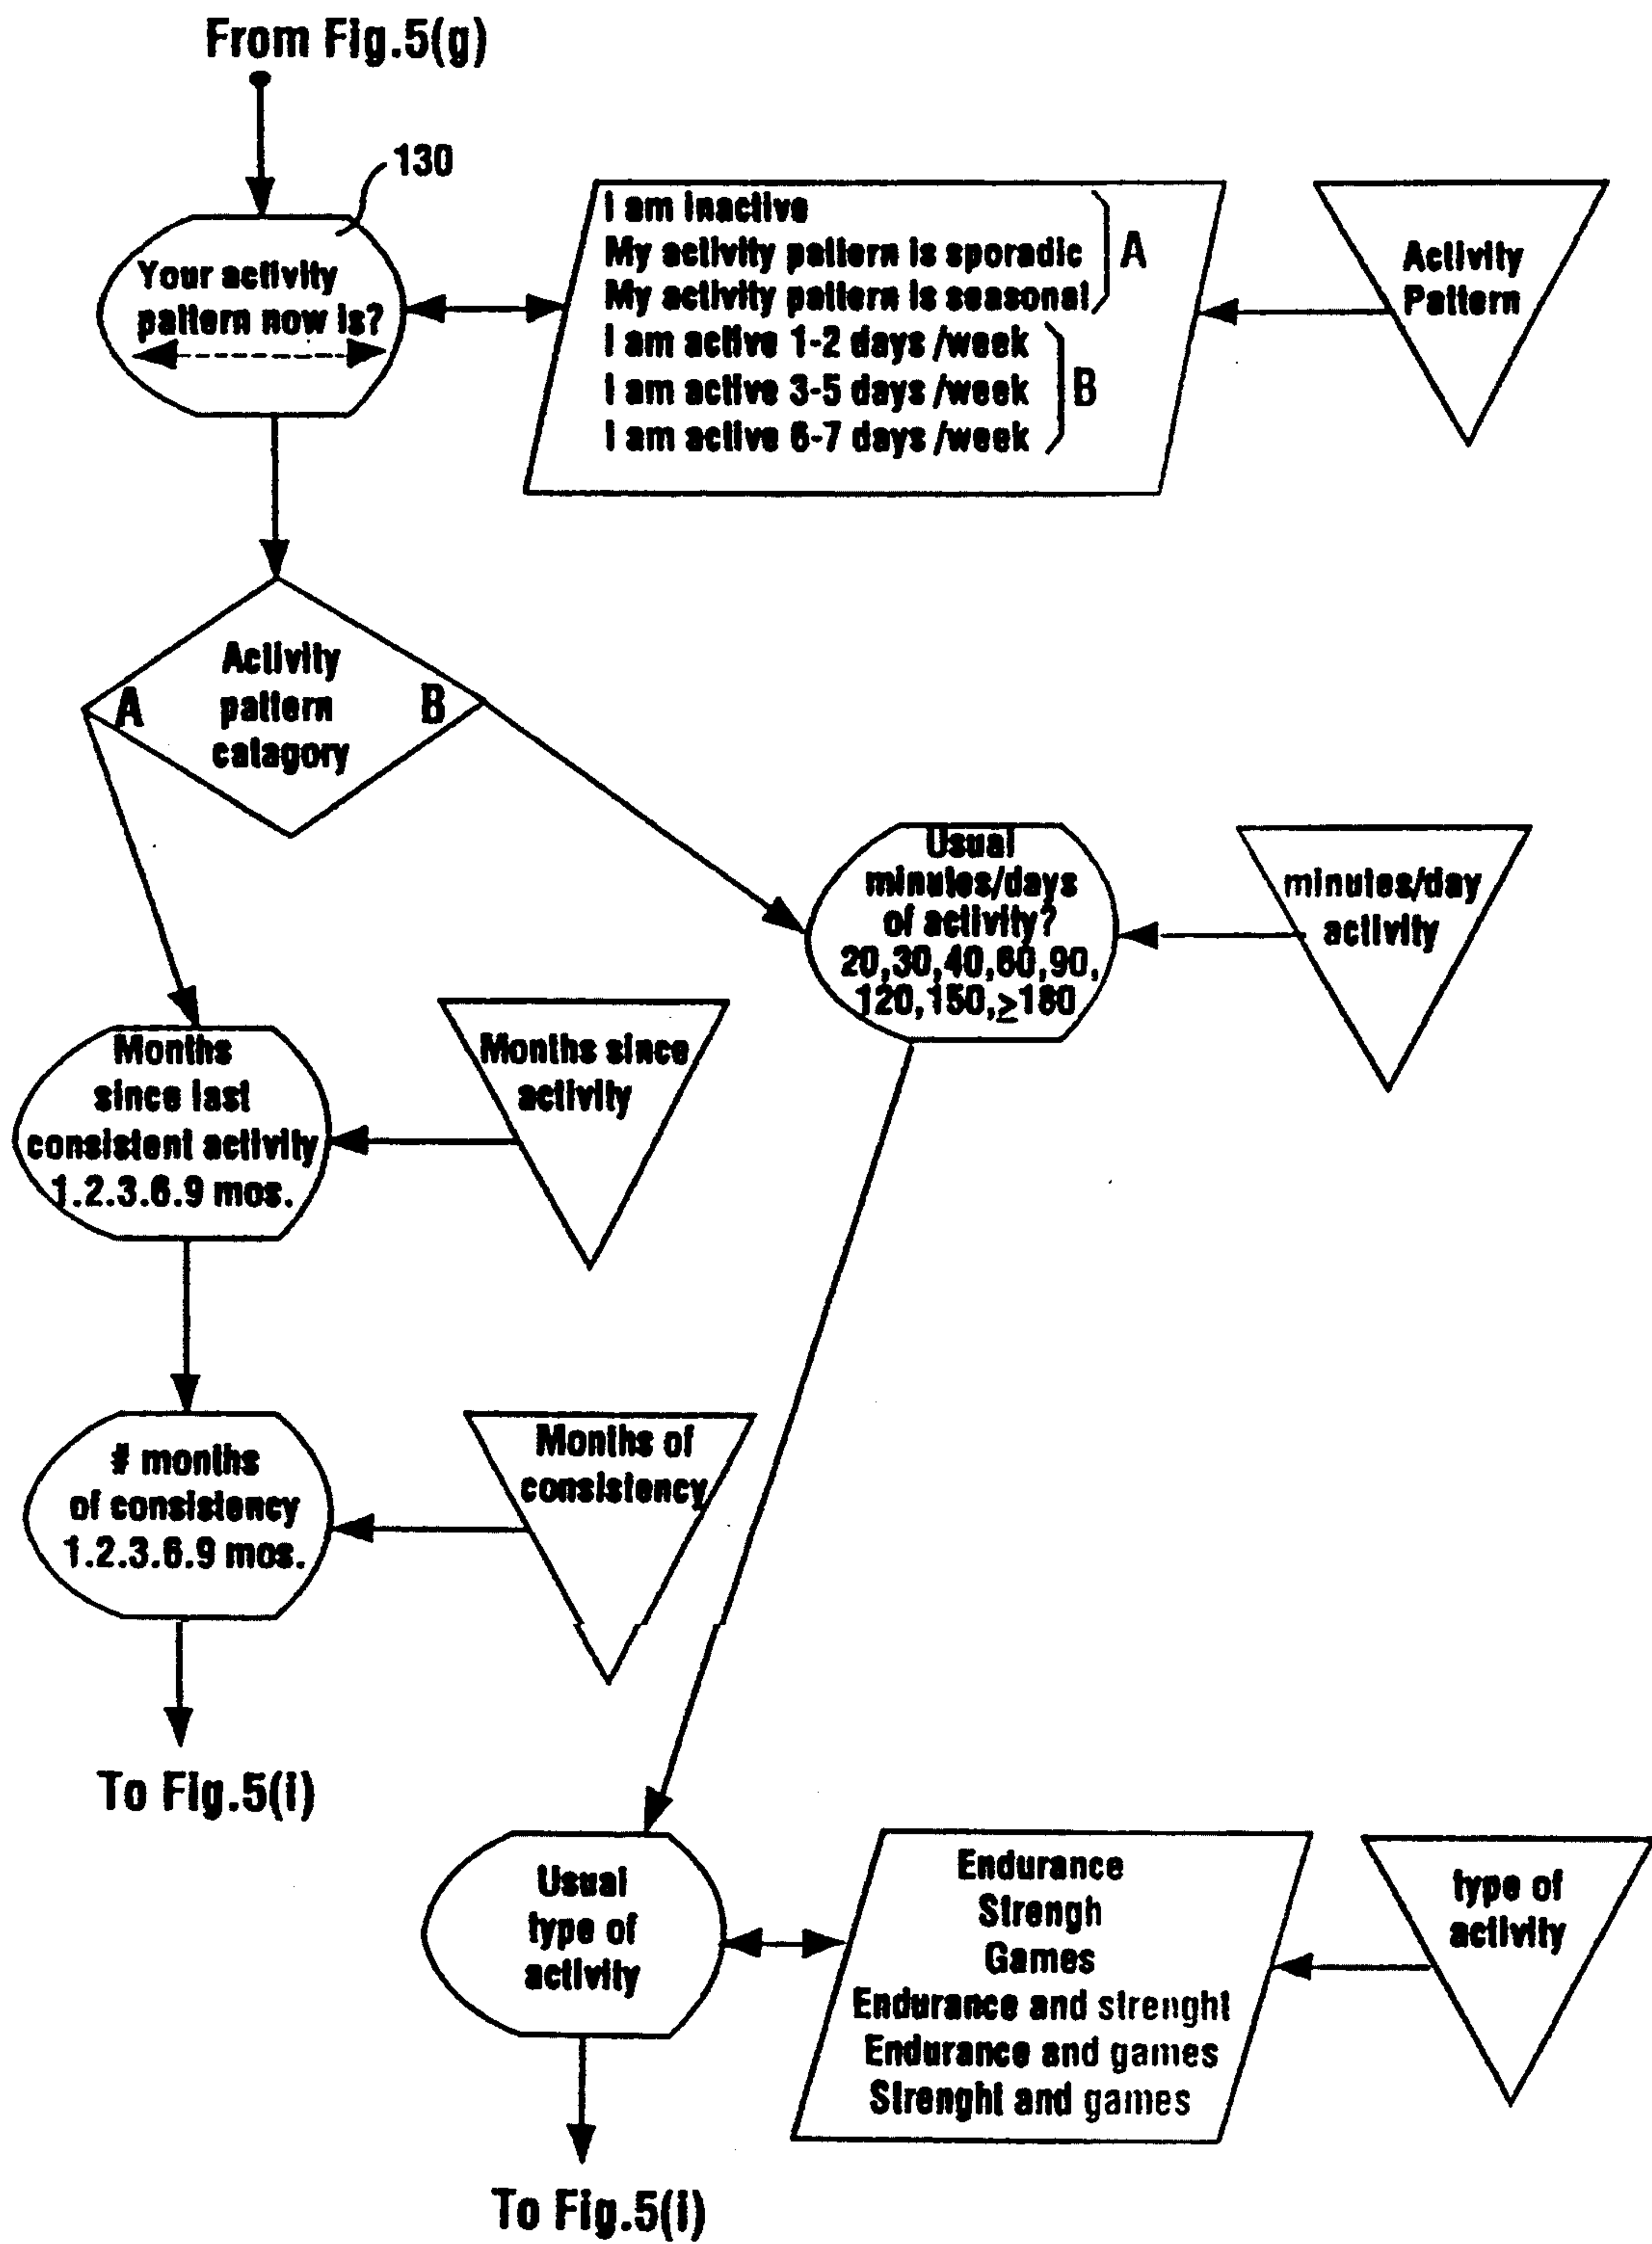 From Fig.5(g)
130
Your activity
pattern now is?
I am inactive
My activity pattern is sporadic
My activity pattern is seasonal
A
I am active 1-2 days /week
I am active 3-5 days /week
I am active 6-7 days /week
B
Activity
Pattern
Activity
pattern
catagory
A
B
Usual
minutes/days
of activity?
20,30,40,60,90,
120,150,≥180
minutes/day
activity
Months
since last
consistent activity
1.2.3.6.9 mos.
Months since
activity
# months
of consistency
1.2.3.6.9 mos.
Months of
consistency
To Fig.5(i)
Usual
type of
activity
Endurance
Strengh
Games
Endurance and strenght
Endurance and games
Strenght and games
type of
activity
To Fig.5(i)